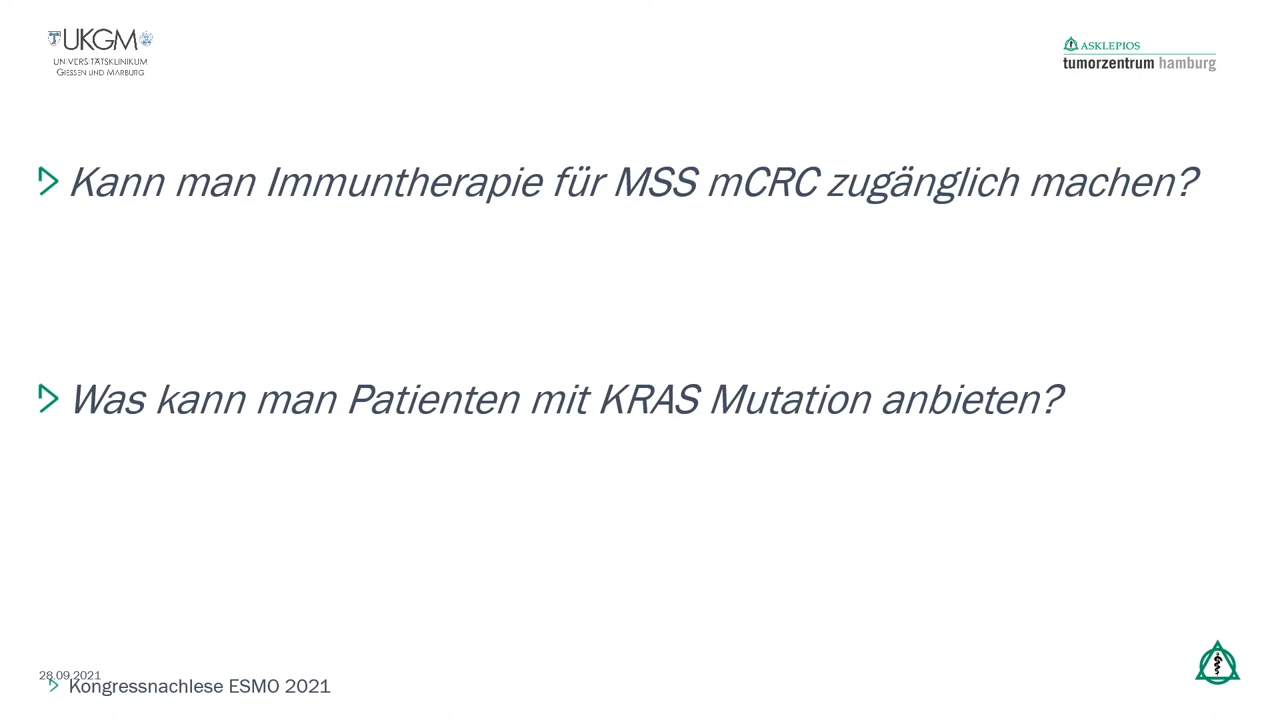 UKGM
UNIVERSITÄTSKLINIKUM
GIESSEN UND MARBURG
ASKLEPIOS
tumorzentrum hamburg
Kann man Immuntherapie für MSS mCRC zugänglich machen?
Was kann man Patienten mit KRAS Mutation anbieten?
28.09.2021
Kongressnachlese ESMO 2021